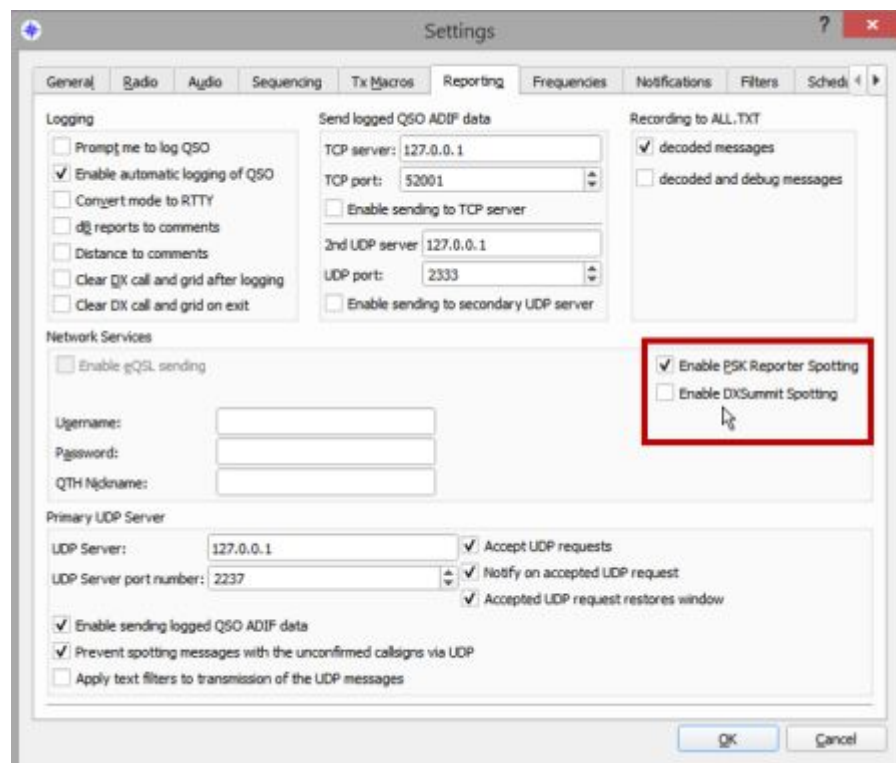 Settings
?
General Radio Audio Sequencing Tx Macros Reporting Frequencies Notifications Filters Schedu
Logging
Prompt me to log QSO
Enable automatic logging of QSO
Convert mode to RTTY
dB reports to comments
Distance to comments
Clear DX call and grid after logging
Clear DX call and grid on exit
Send logged QSO ADIF data
TCP server: 127.0.0.1
TCP port: 52001
Enable sending to TCP server
2nd UDP server 127.0.0.1
UDP port: 2333
Enable sending to secondary UDP server
Recording to ALL.TXT
decoded messages
decoded and debug messages
Network Services
Enable eQSL sending
Username:
Password:
QTH Nickname:
Enable PSK Reporter Spotting
Enable DXSummit Spotting
Primary UDP Server
UDP Server: 127.0.0.1
UDP Server port number: 2237
Accept UDP requests
Notify on accepted UDP request
Accepted UDP request restores window
Enable sending logged QSO ADIF data
Prevent spotting messages with the unconfirmed callsigns via UDP
Apply text filters to transmission of the UDP messages
OK Cancel